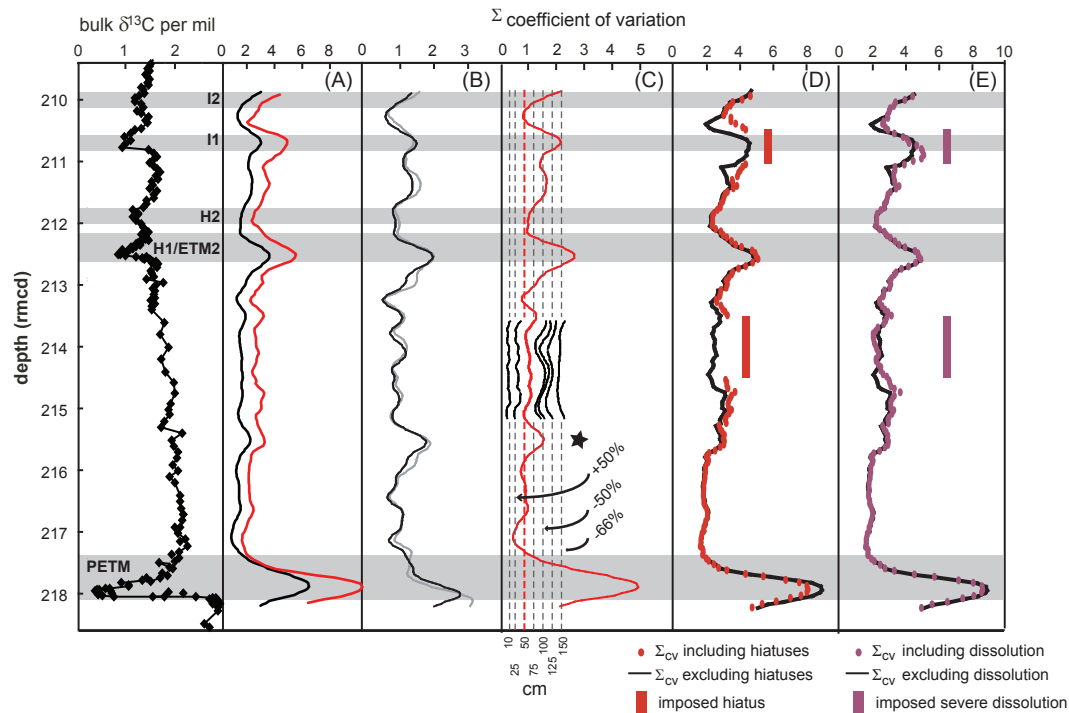 bulk δ¹³C per mil
Σ coefficient of variation
0 1 2
0 2 4 6 8
0 1 2 3
0 1 2 3 4 5
0 2 4 6 8
0 2 4 6 8 10
(A) (B) (C) (D) (E)
depth (rmcd)
210
211
212
213
214
215
216
217
218
I2
I1
H2
H1/ETM2
PETM
+50%
-50%
-66%
10
25
50
75
100
125
150
cm
Σcv including hiatuses
Σcv excluding hiatuses
imposed hiatus
Σcv including dissolution
Σcv excluding dissolution
imposed severe dissolution